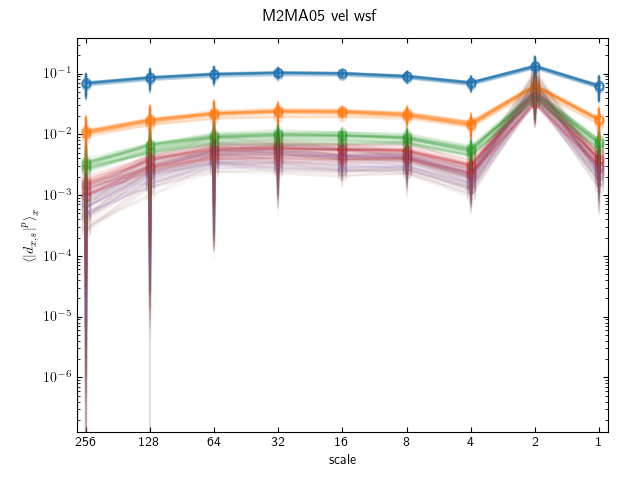 M2MA05 vel wsf
⟨|d_{x,s}|^p⟩_x
10^{-1}
10^{-2}
10^{-3}
10^{-4}
10^{-5}
10^{-6}
256 128 64 32 16 8 4 2 1
scale